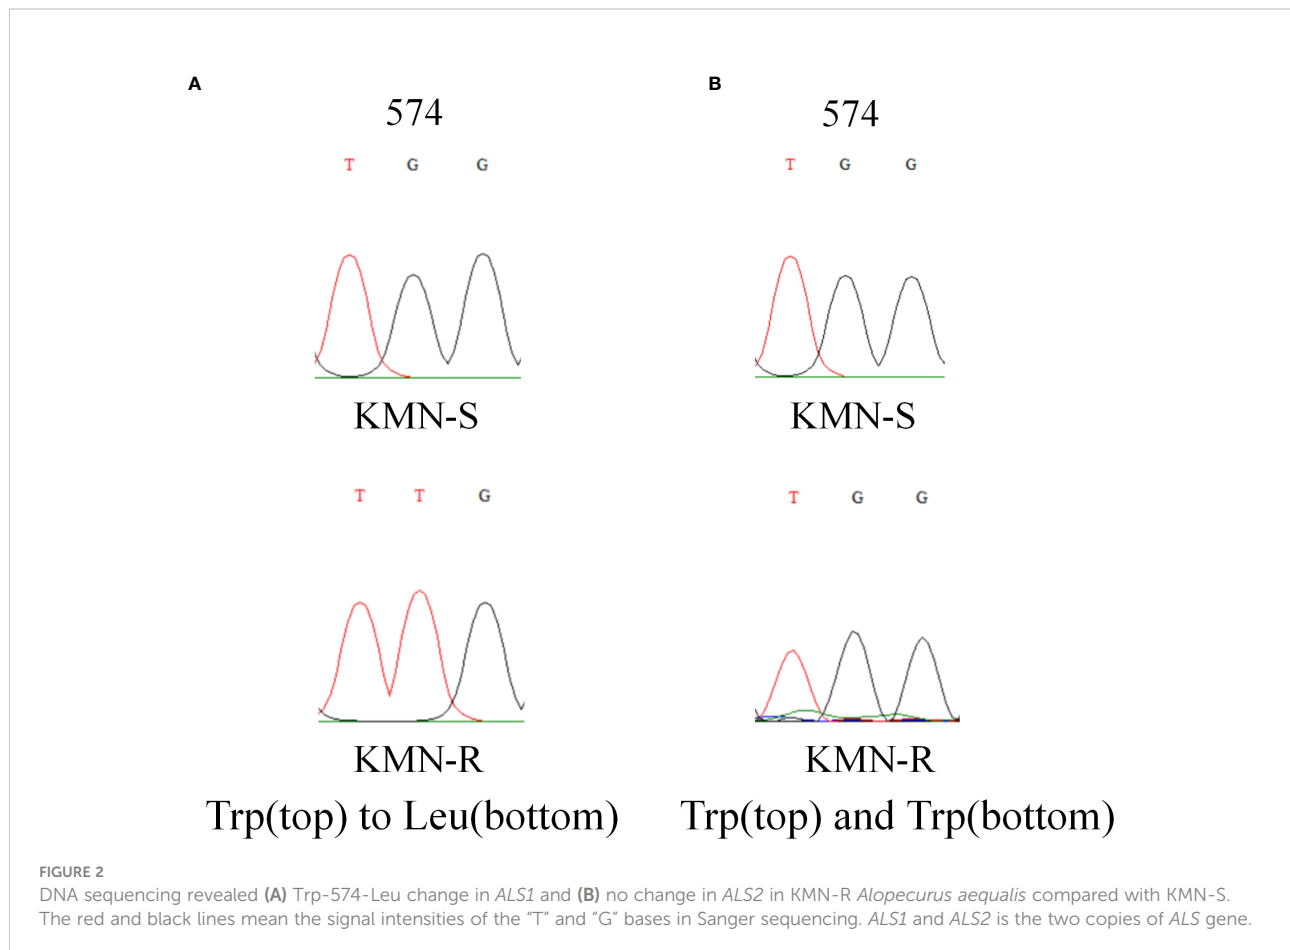 A
574
T G G
KMN-S
T T G
KMN-R
Trp(top) to Leu(bottom)
B
574
T G G
KMN-S
T G G
KMN-R
Trp(top) and Trp(bottom)
FIGURE 2
DNA sequencing revealed (A) Trp-574-Leu change in ALS1 and (B) no change in ALS2 in KMN-R Alopecurus aequalis compared with KMN-S.
The red and black lines mean the signal intensities of the “T” and “G” bases in Sanger sequencing. ALS1 and ALS2 is the two copies of ALS gene.